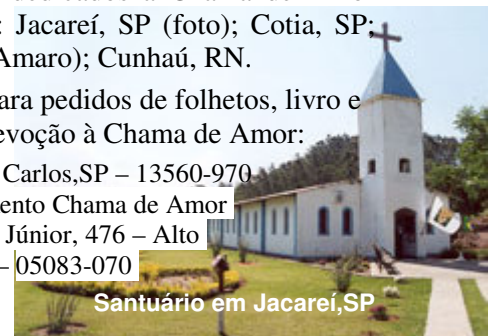 : Jacareí, SP (foto); Cotia, SP;
Amaro); Cunhaú, RN.
ara pedidos de folhetos, livro e
evoção à Chama de Amor:
Carlos,SP – 13560-970
ento Chama de Amor
Júnior, 476 – Alto
– 05083-070
Santuário em Jacareí,SP